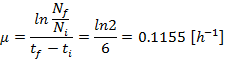 μ = ln(N_f/N_i)/(t_f − t_i) = ln2/6 = 0.1155 [h⁻¹]